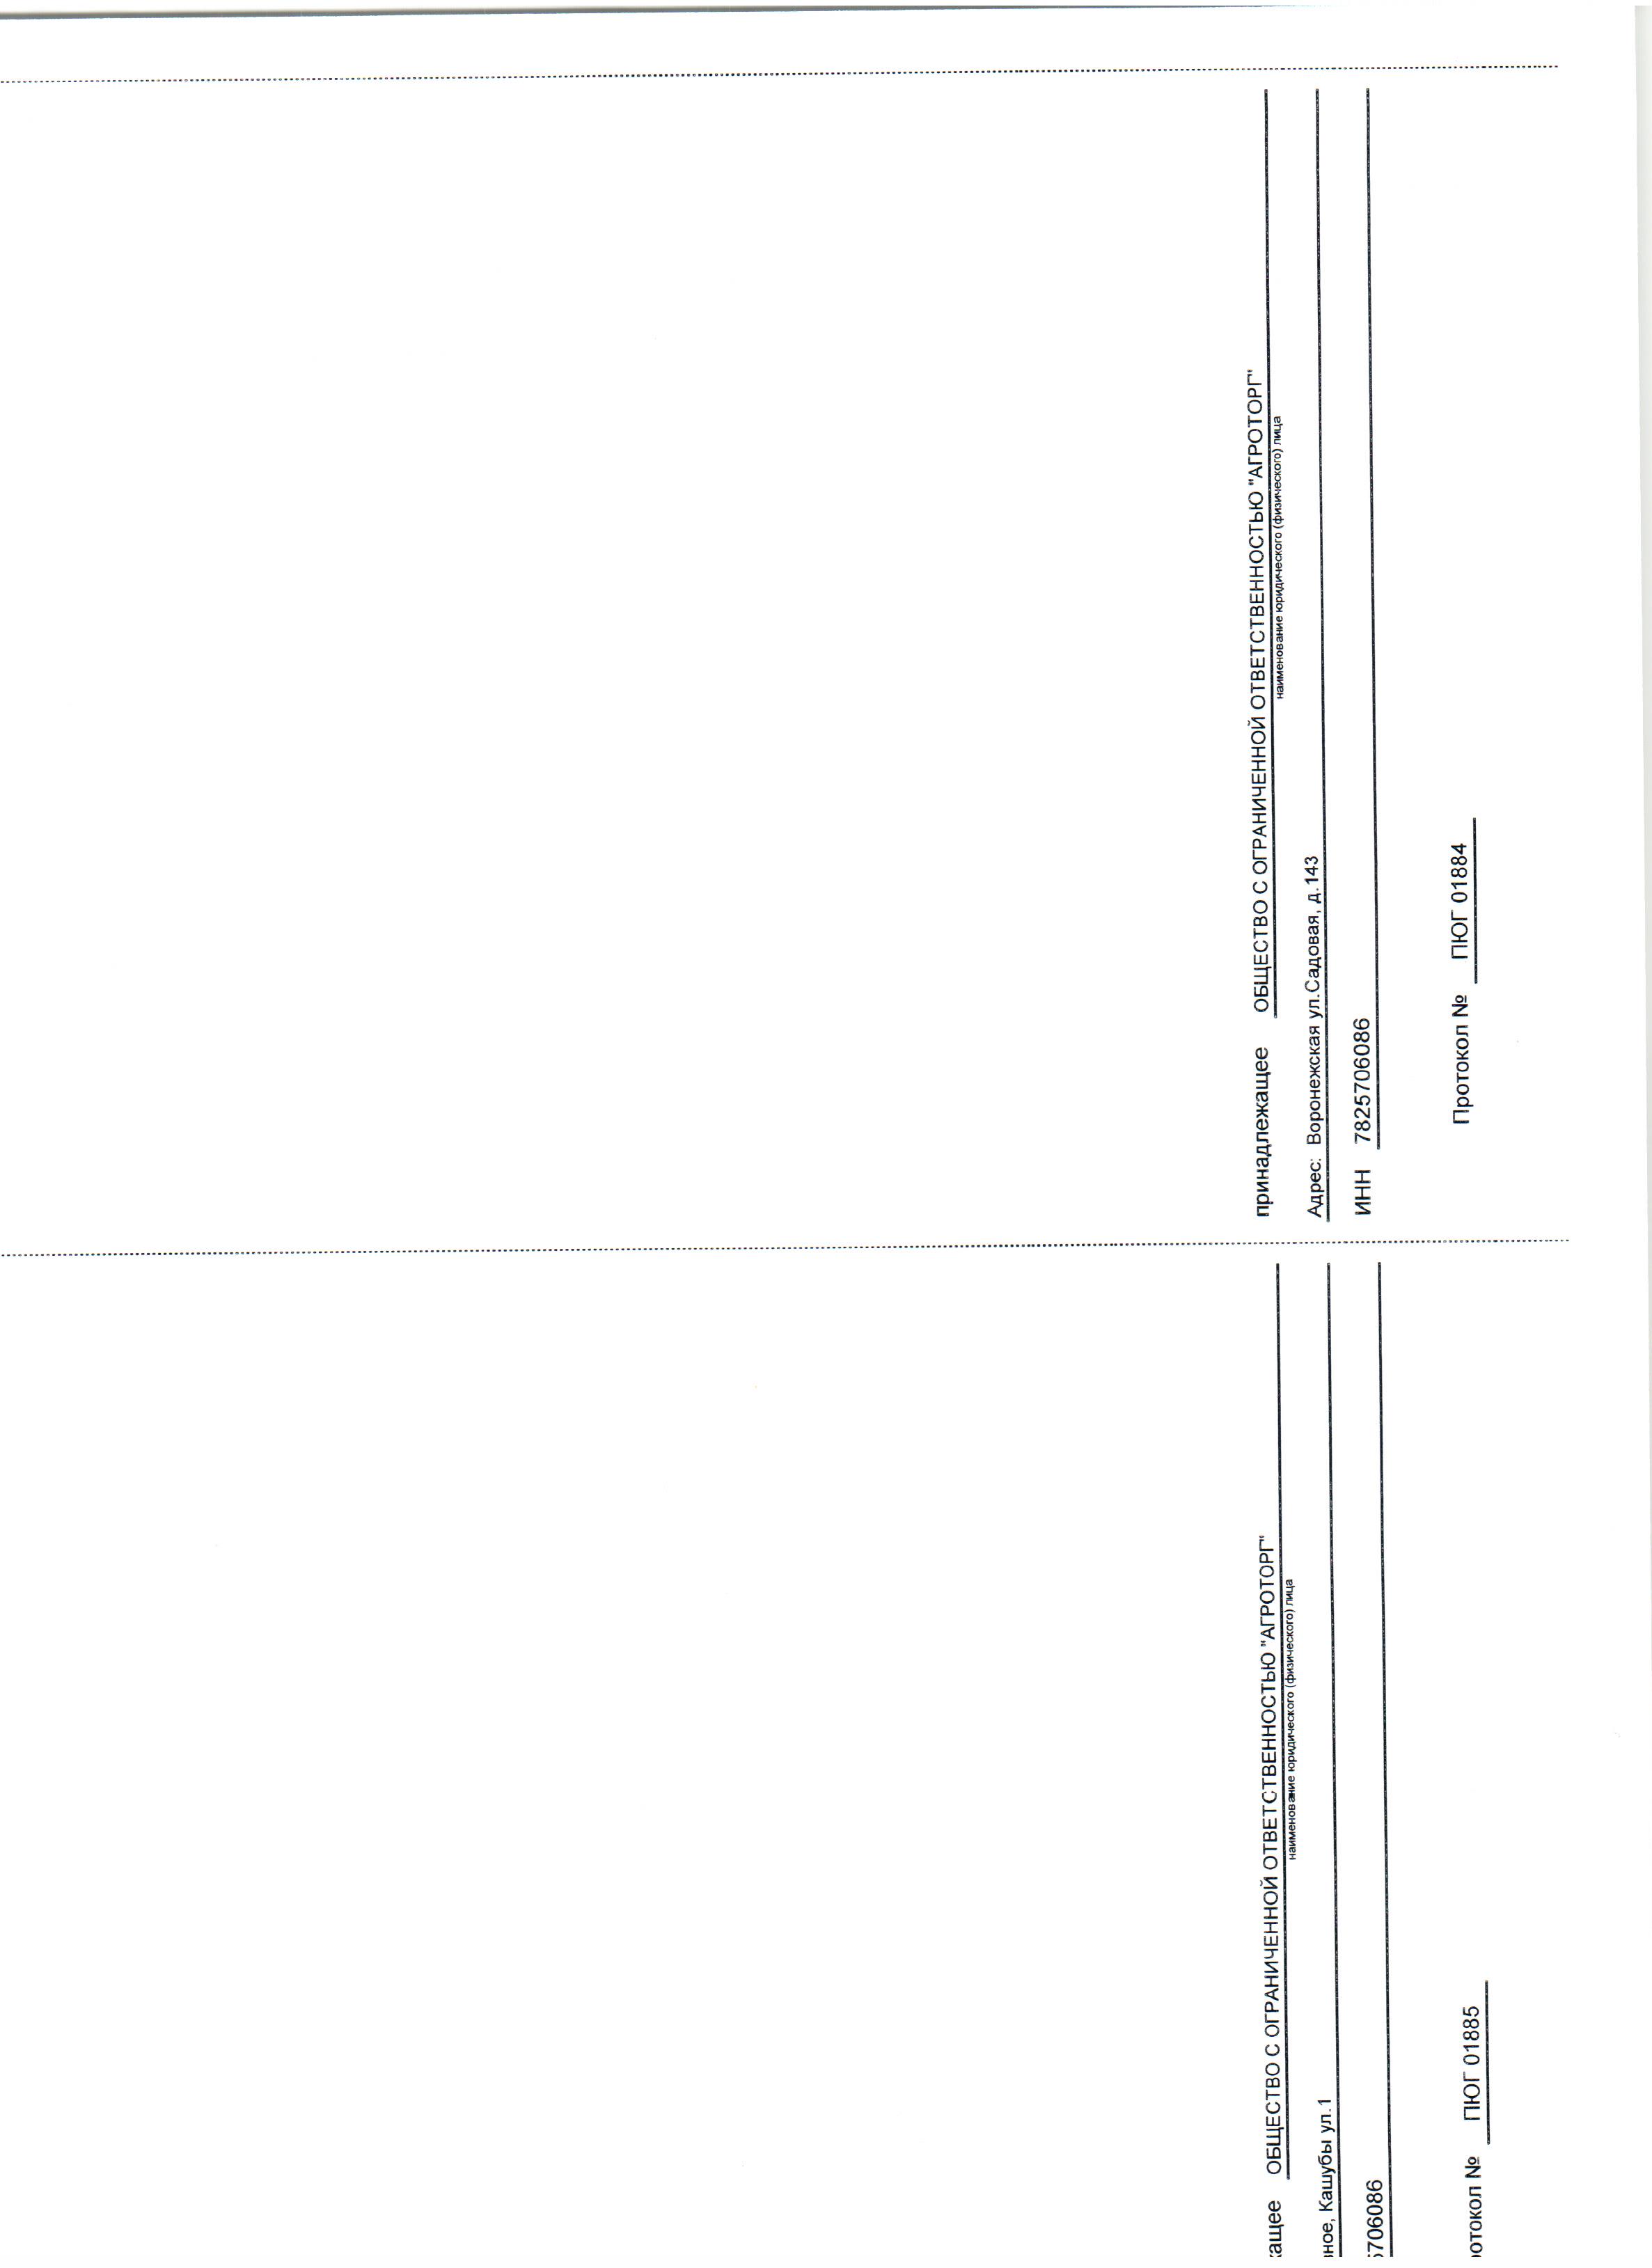 кащее ОБЩЕСТВО С ОГРАНИЧЕННОЙ ОТВЕТСТВЕННОСТЬЮ "АГРОТОРГ"
наименование юридического (физического) лица
ное, Кашубы ул.1
5706086
ротокол № ПЮГ 01885
принадлежащее ОБЩЕСТВО С ОГРАНИЧЕННОЙ ОТВЕТСТВЕННОСТЬЮ "АГРОТОРГ"
наименование юридического (физического) лица
Адрес: Воронежская ул.Садовая, д.143
ИНН 7825706086
Протокол № ПЮГ 01884